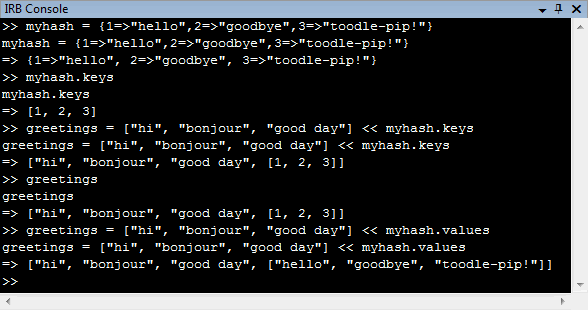 IRB Console
>> myhash = {1=>"hello",2=>"goodbye",3=>"toodle-pip!"}
myhash = {1=>"hello",2=>"goodbye",3=>"toodle-pip!"}
=> {1=>"hello", 2=>"goodbye", 3=>"toodle-pip!"}
>> myhash.keys
myhash.keys
=> [1, 2, 3]
>> greetings = ["hi", "bonjour", "good day"] << myhash.keys
greetings = ["hi", "bonjour", "good day"] << myhash.keys
=> ["hi", "bonjour", "good day", [1, 2, 3]]
>> greetings
greetings
=> ["hi", "bonjour", "good day", [1, 2, 3]]
>> greetings = ["hi", "bonjour", "good day"] << myhash.values
greetings = ["hi", "bonjour", "good day"] << myhash.values
=> ["hi", "bonjour", "good day", ["hello", "goodbye", "toodle-pip!"]]
>>